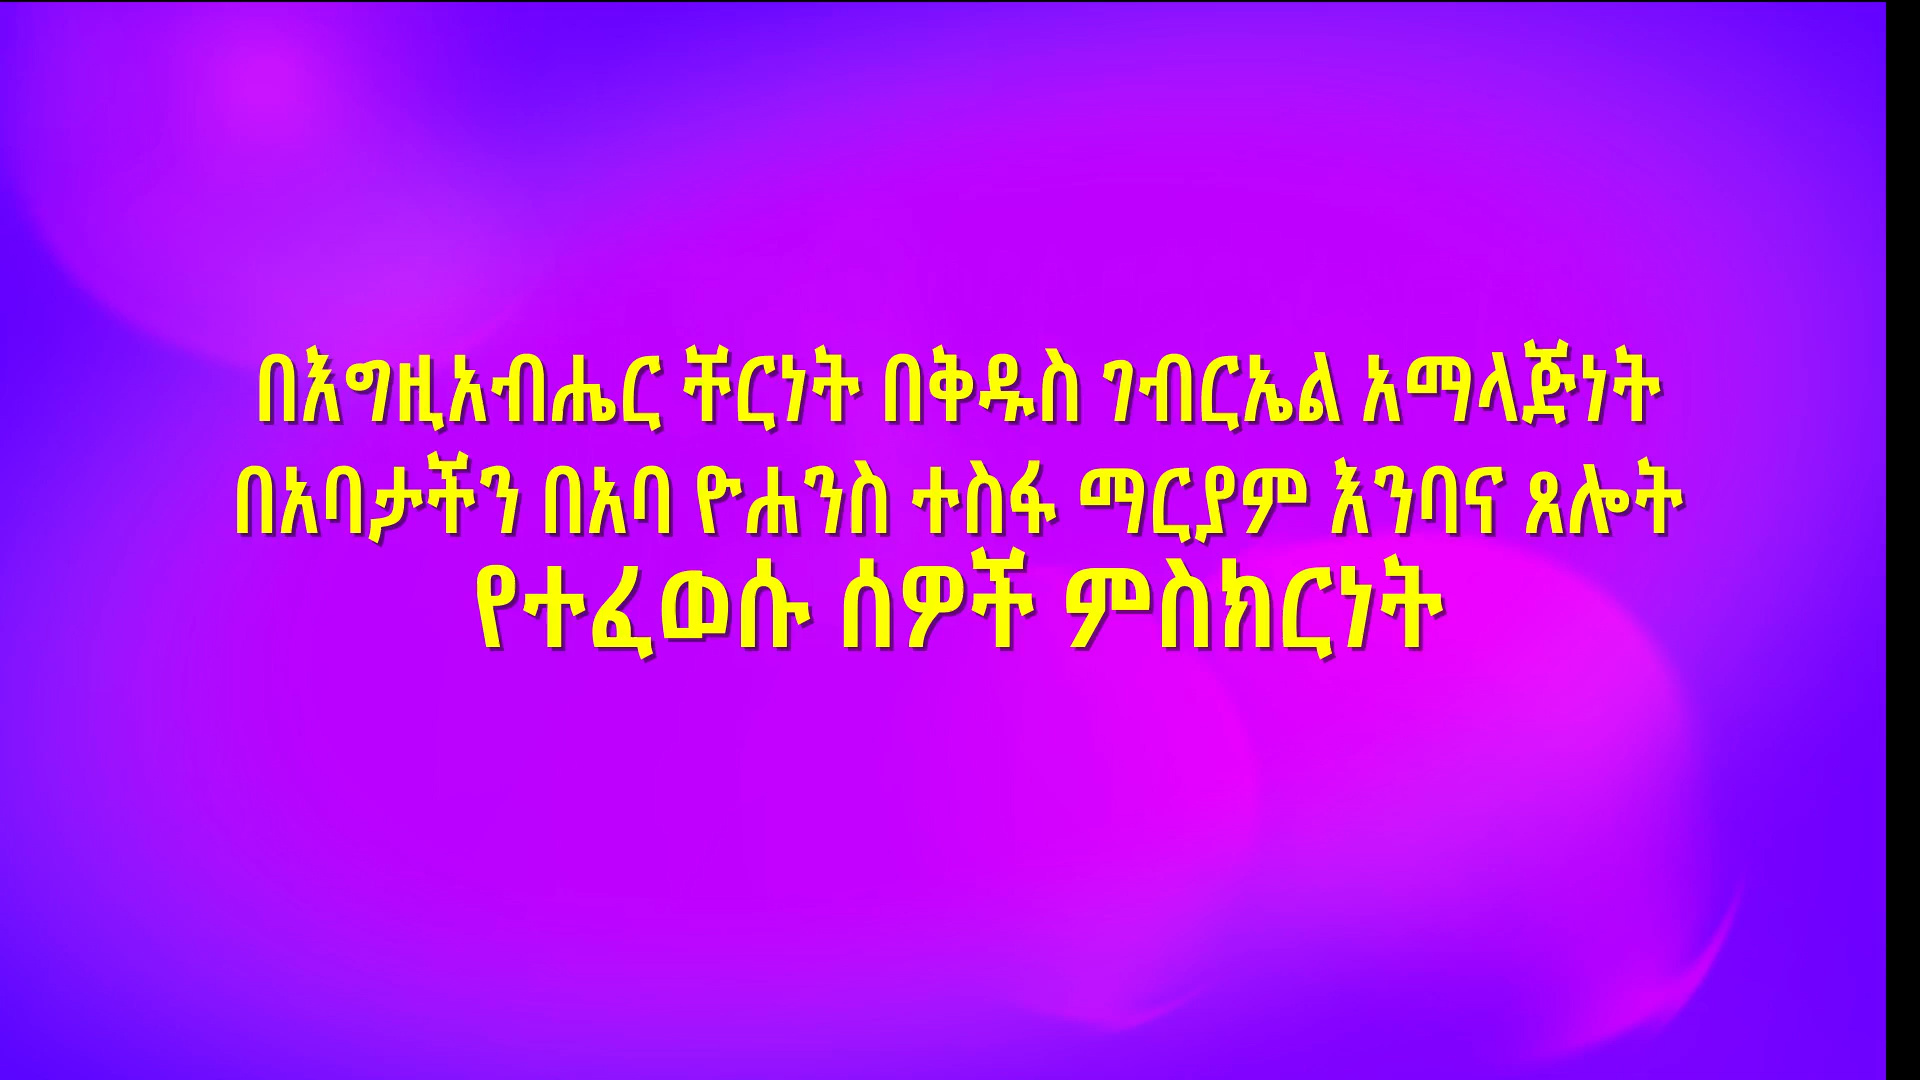 በእግዚአብሔር ቸርነት በቅዱስ ገብርኤል አማላጅነት
በአባታችን በአባ ዮሐንስ ተስፋ ማርያም እንባና ጸሎት
የተፈወሱ ሰዎች ምስክርነት